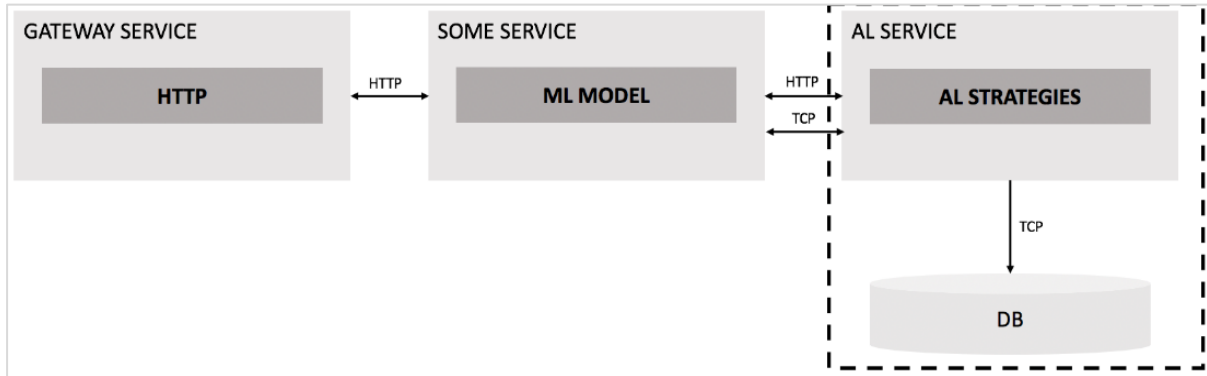 GATEWAY SERVICE
HTTP
HTTP
SOME SERVICE
ML MODEL
HTTP
TCP
AL SERVICE
AL STRATEGIES
TCP
DB